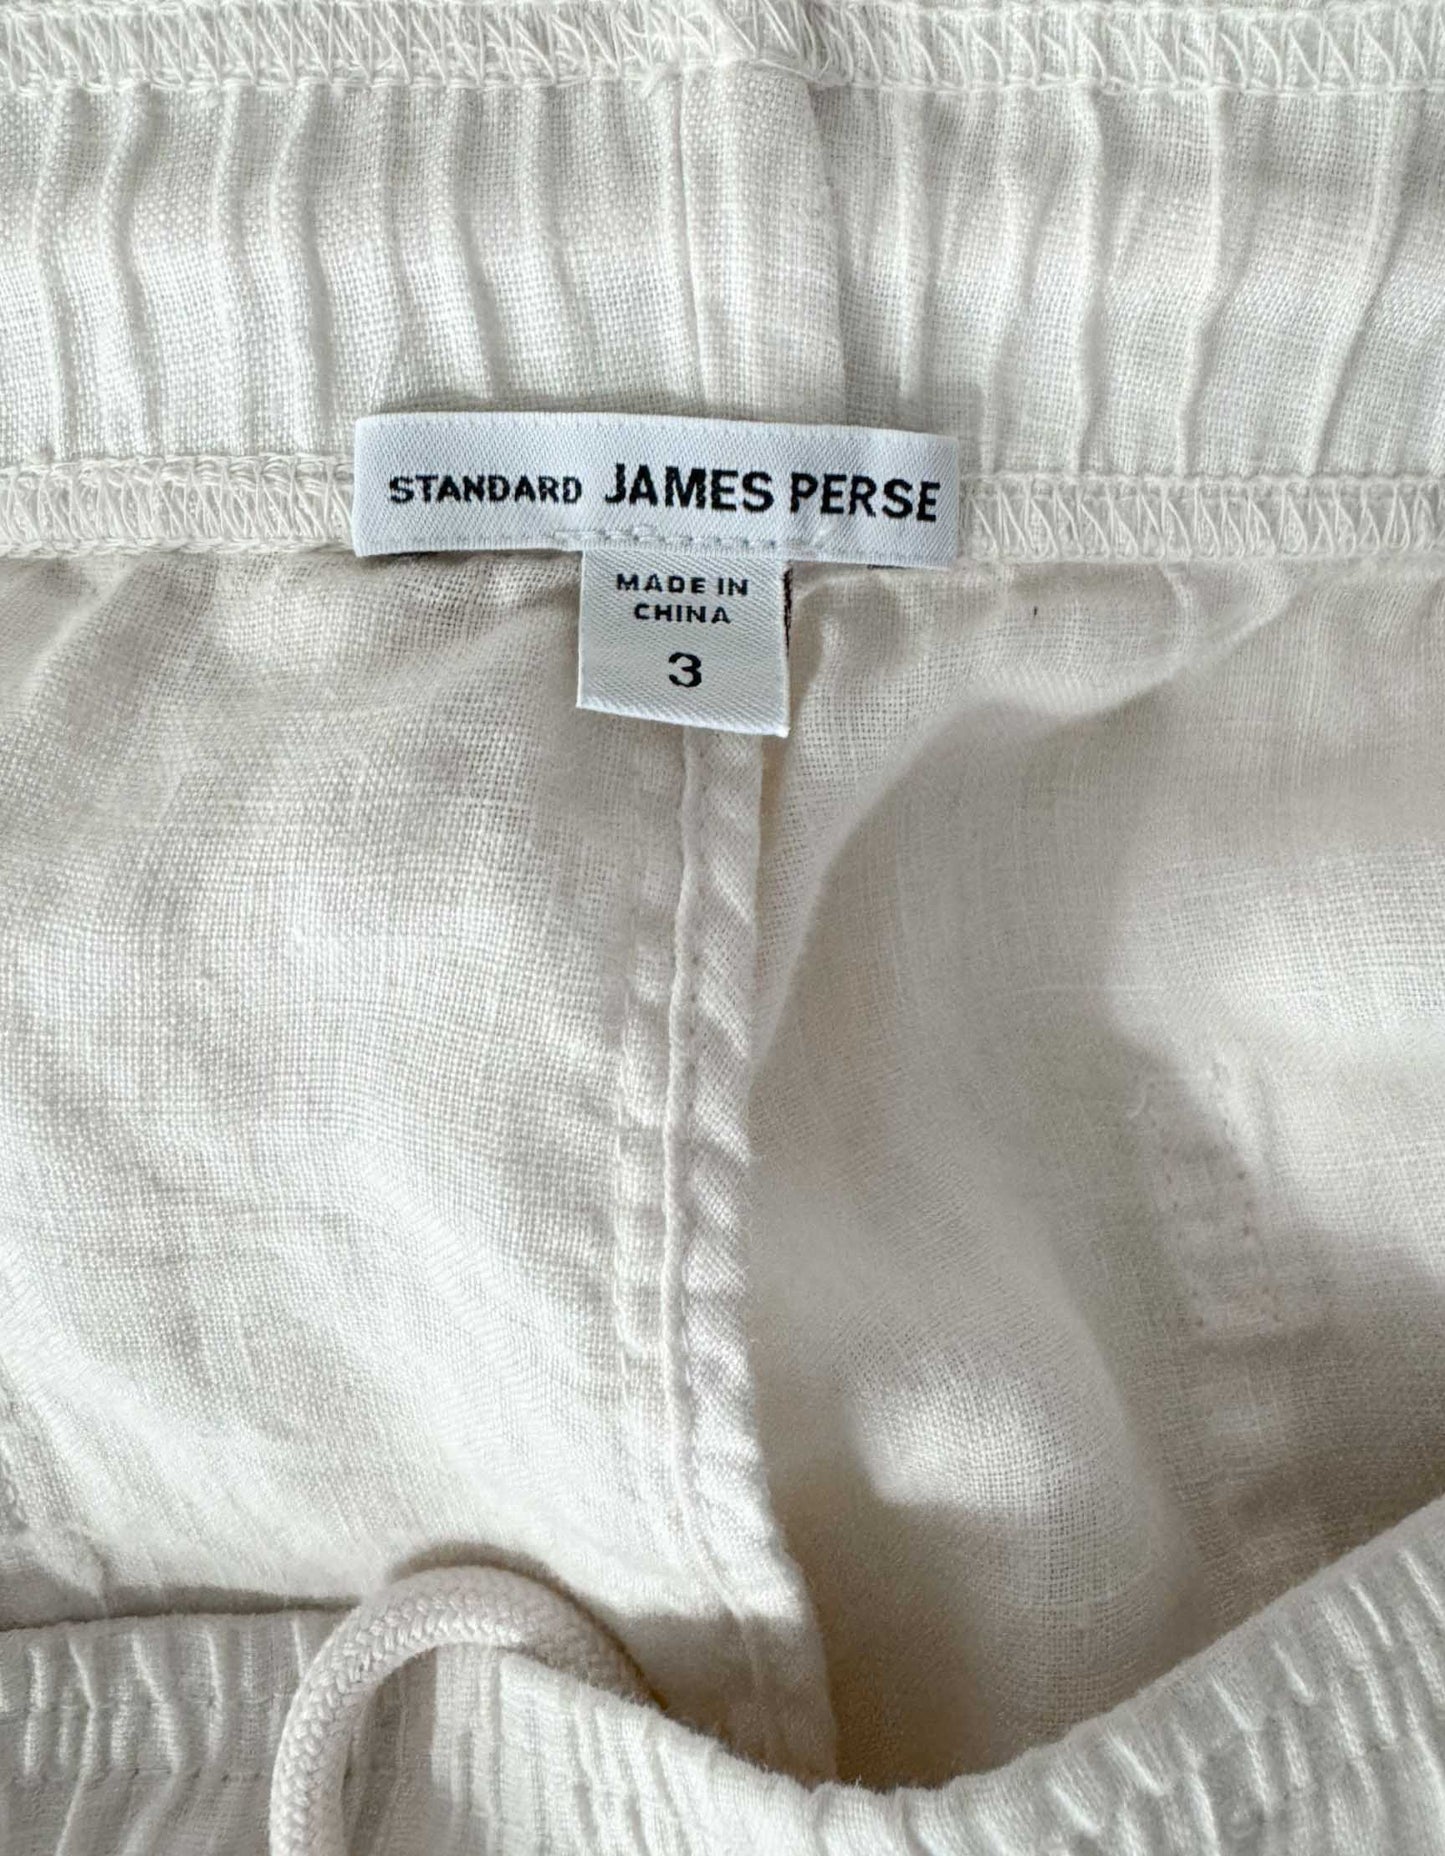 STANDARD JAMES PERSE
MADE IN
CHINA
3